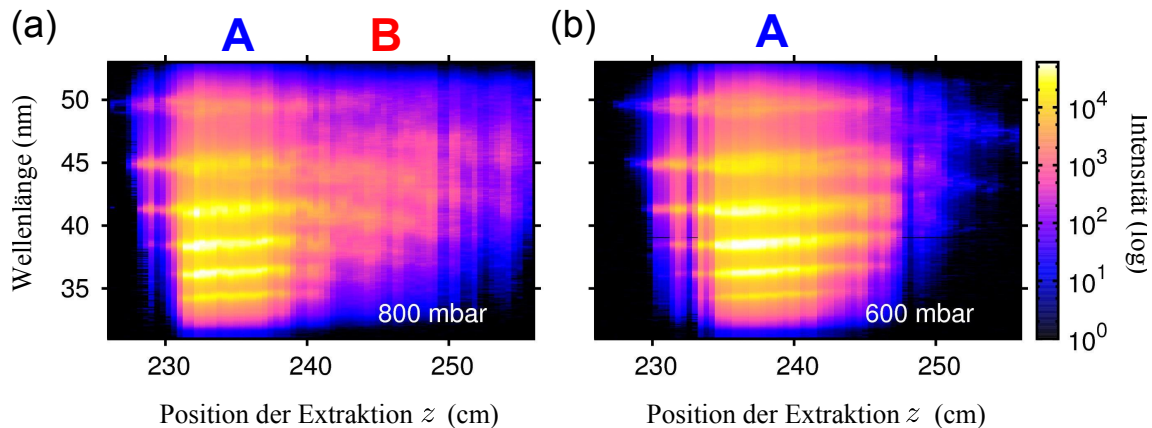 (a)
A
B
(b)
A
Wellenlänge (nm)
50
45
40
35
800 mbar
600 mbar
230
240
250
230
240
250
Position der Extraktion z (cm)
Position der Extraktion z (cm)
10^4
10^3
10^2
10^1
10^0
Intensität (log)